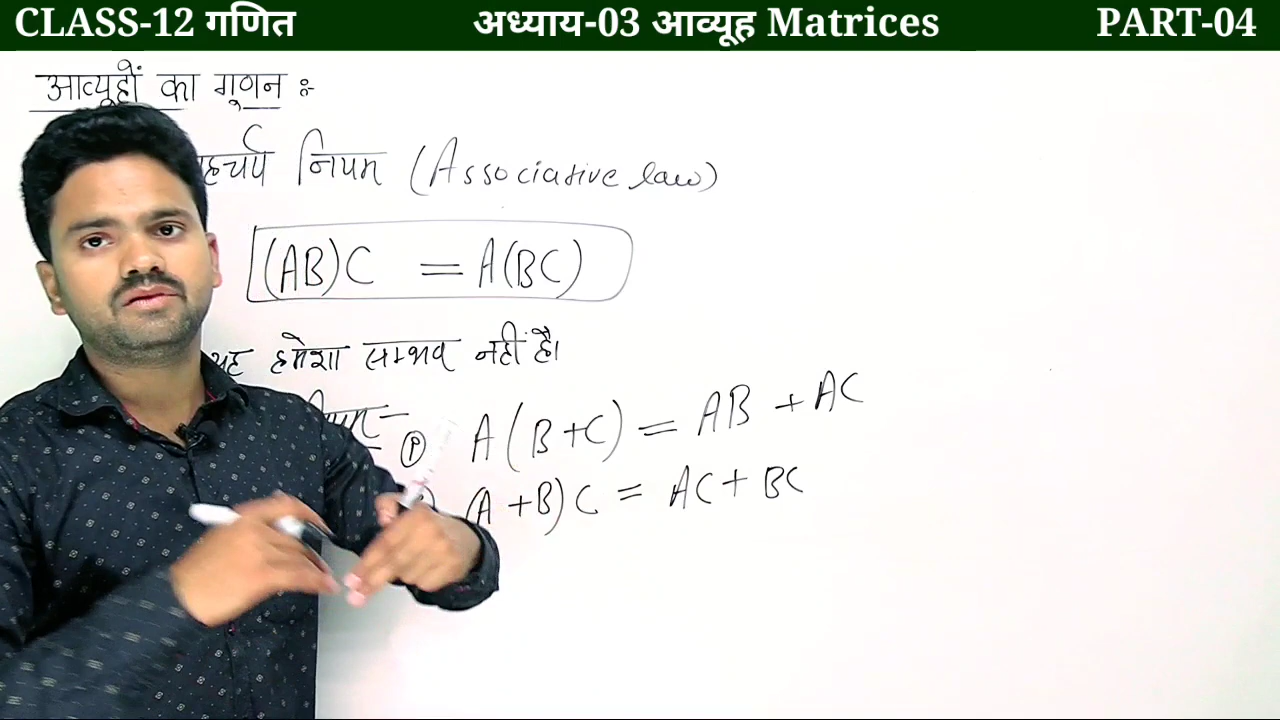 CLASS-12 गणित अध्याय-03 आव्यूह Matrices PART-04
आव्यूहों का गुणन :-
नियम (Associative law)
(AB)C = A(BC)
यह हमेशा सम्भव नहीं है।
A(B+C) = AB + AC
(A+B)C = AC + BC